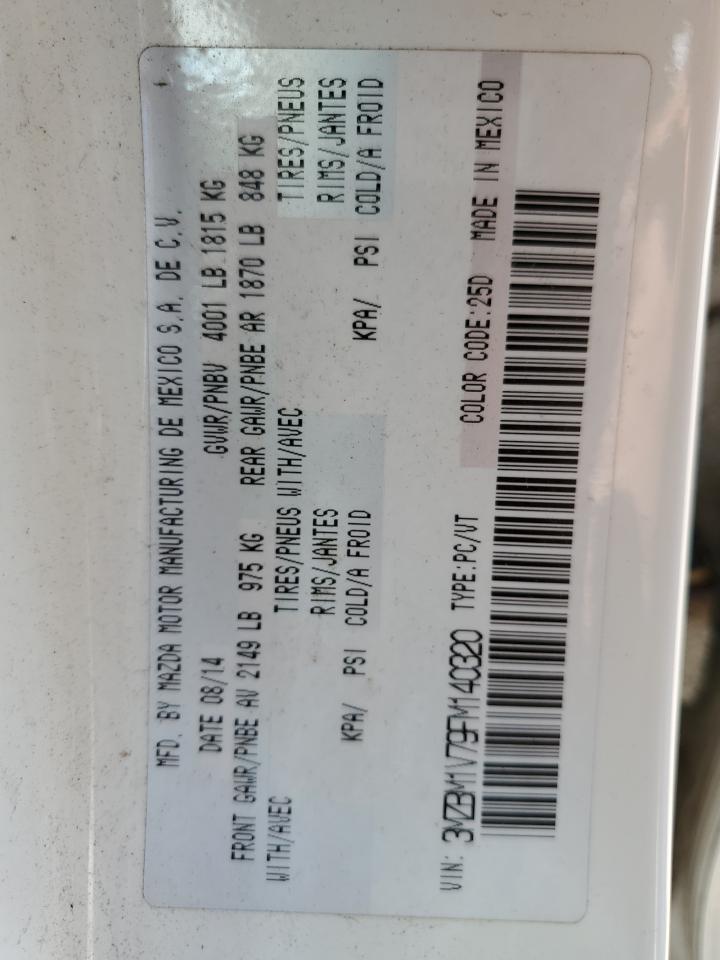 MFD. BY MAZDA MOTOR MANUFACTURING DE MEXICO S.A. DE C.V.
DATE 08/14 GVWR/PNBV 4001 LB 1815 KG
FRONT GAWR/PNBE AV 2149 LB 975 KG REAR GAWR/PNBE AR 1870 LB 848 KG
WITH/AVEC TIRES/PNEUS WITH/AVEC TIRES/PNEUS
RIMS/JANTES RIMS/JANTES
KPA/ PSI COLD/A FROID KPA/ PSI COLD/A FROID
VIN: 3MZBM1V79FM140320 TYPE:PC/VT COLOR CODE:25D MADE IN MEXICO